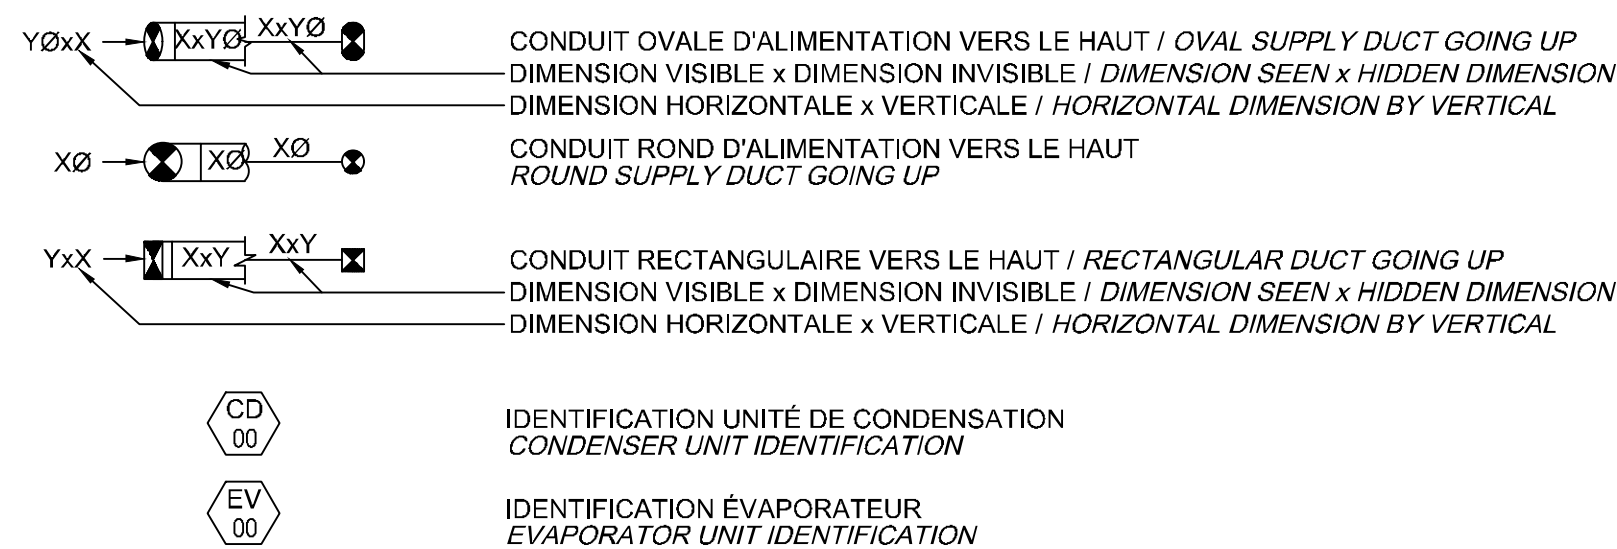 YØxX XxYØ XxYØ CONDUIT OVALE D'ALIMENTATION VERS LE HAUT / OVAL SUPPLY DUCT GOING UP
DIMENSION VISIBLE x DIMENSION INVISIBLE / DIMENSION SEEN x HIDDEN DIMENSION
DIMENSION HORIZONTALE x VERTICALE / HORIZONTAL DIMENSION BY VERTICAL
XØ XØ XØ CONDUIT ROND D'ALIMENTATION VERS LE HAUT
ROUND SUPPLY DUCT GOING UP
YxX XxY XxY CONDUIT RECTANGULAIRE VERS LE HAUT / RECTANGULAR DUCT GOING UP
DIMENSION VISIBLE x DIMENSION INVISIBLE / DIMENSION SEEN x HIDDEN DIMENSION
DIMENSION HORIZONTALE x VERTICALE / HORIZONTAL DIMENSION BY VERTICAL
CD
00
IDENTIFICATION UNITÉ DE CONDENSATION
CONDENSER UNIT IDENTIFICATION
EV
00
IDENTIFICATION ÉVAPORATEUR
EVAPORATOR UNIT IDENTIFICATION